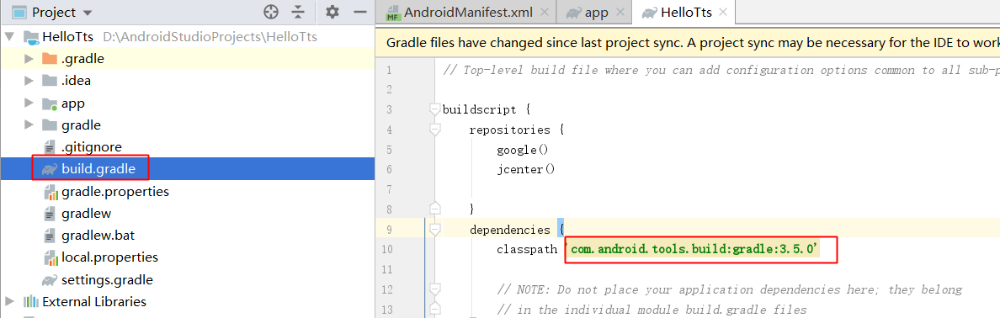 Project
HelloTts D:\AndroidStudioProjects\HelloTts
.gradle
.idea
app
gradle
.gitignore
build.gradle
gradle.properties
gradlew
gradlew.bat
local.properties
settings.gradle
External Libraries
MF AndroidManifest.xml app HelloTts
Gradle files have changed since last project sync. A project sync may be necessary for the IDE to work
1 // Top-level build file where you can add configuration options common to all sub-p
2
3 buildscript {
4 repositories {
5 google()
6 jcenter()
7
8 }
9 dependencies {
10 classpath 'com.android.tools.build:gradle:3.5.0'
11
12 // NOTE: Do not place your application dependencies here; they belong
13 // in the individual module build.gradle files